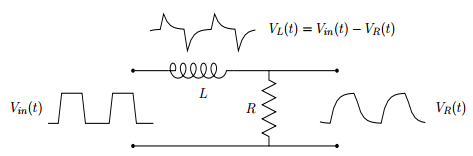 V_L(t) = V_in(t) − V_R(t)
L
V_in(t)
R
V_R(t)